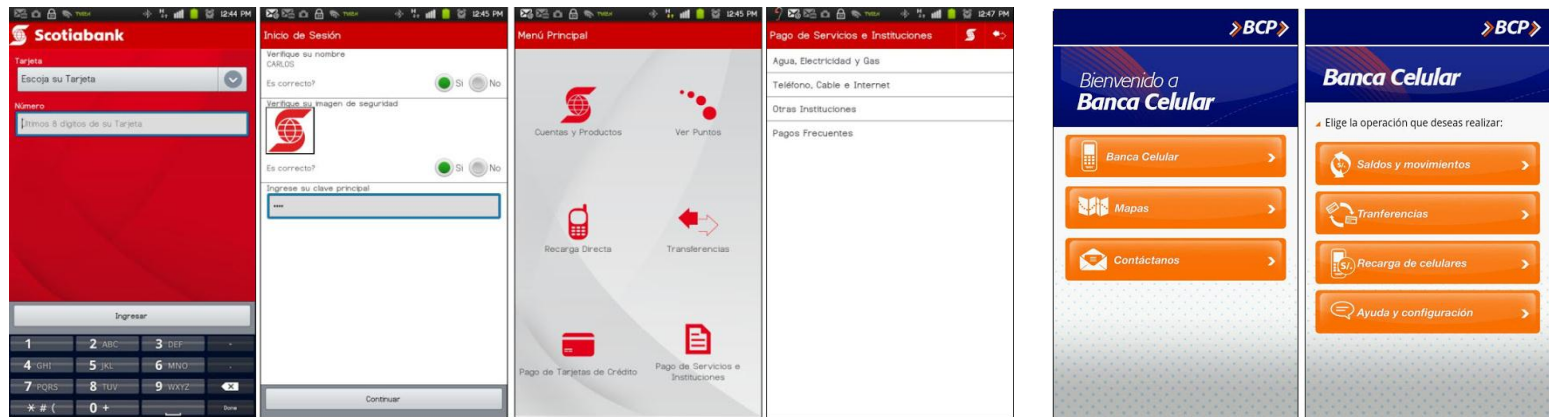 12:44 PM
Scotiabank
Tarjeta
Escoja su Tarjeta
Número
Últimos 8 dígitos de su Tarjeta
Ingresar
1
2 ABC
3 DEF
-
4 GHI
5 JKL
6 MNO
.
7 PQRS
8 TUV
9 WXYZ
* # (
0 +
Done
12:45 PM
Inicio de Sesión
Verifique su nombre
CARLOS
Es correcto?
Si
No
Verifique su imagen de seguridad
Es correcto?
Si
No
Ingrese su clave principal
Continuar
12:45 PM
Menú Principal
Cuentas y Productos
Ver Puntos
Recarga Directa
Transferencias
Pago de Tarjetas de Crédito
Pago de Servicios e
Instituciones
12:47 PM
Pago de Servicios e Instituciones
Agua, Electricidad y Gas
Teléfono, Cable e Internet
Otras Instituciones
Pagos Frecuentes
BCP
Bienvenido a
Banca Celular
Banca Celular
Mapas
Contáctanos
BCP
Banca Celular
Elige la operación que deseas realizar:
Saldos y movimientos
Tranferencias
S/.
Recarga de celulares
Ayuda y configuración